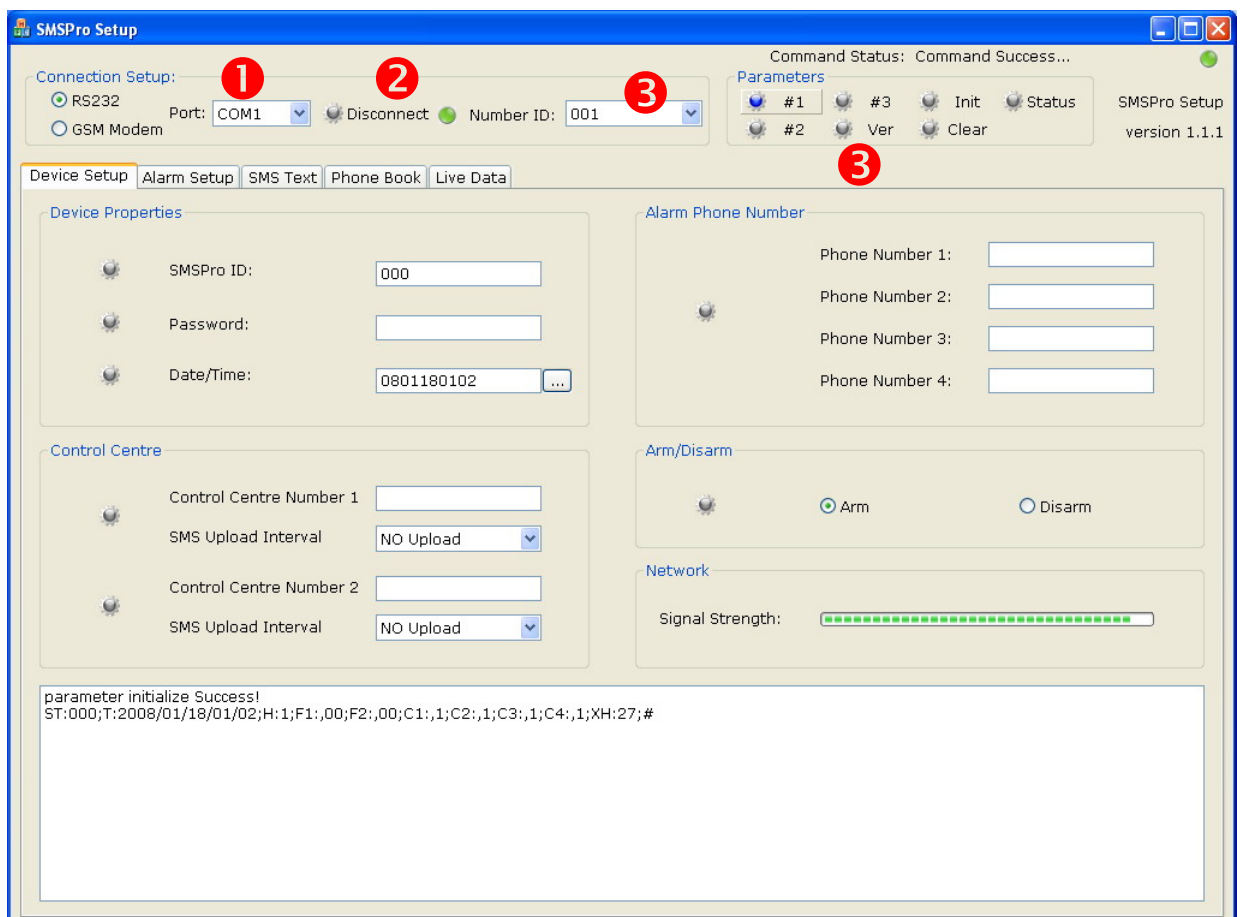 SMSPro Setup
Command Status: Command Success...
Connection Setup:
1
2
3
Parameters
RS232
Port: COM1
Disconnect
Number ID: 001
GSM Modem
#1
#3
Init
Status
#2
Ver
Clear
SMSPro Setup
version 1.1.1
3
Device Setup
Alarm Setup
SMS Text
Phone Book
Live Data
Device Properties
SMSPro ID: 000
Password:
Date/Time: 0801180102 ...
Alarm Phone Number
Phone Number 1:
Phone Number 2:
Phone Number 3:
Phone Number 4:
Control Centre
Control Centre Number 1
SMS Upload Interval NO Upload
Control Centre Number 2
SMS Upload Interval NO Upload
Arm/Disarm
Arm
Disarm
Network
Signal Strength:
parameter initialize Success!
ST:000;T:2008/01/18/01/02;H:1;F1:,00;F2:,00;C1:,1;C2:,1;C3:,1;C4:,1;XH:27;#